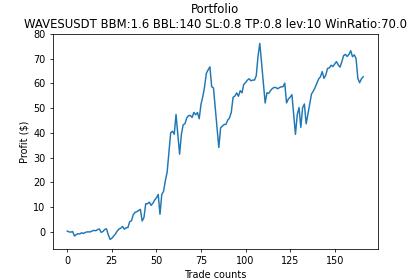 Portfolio
WAVESUSDT BBM:1.6 BBL:140 SL:0.8 TP:0.8 lev:10 WinRatio:70.0
80
70
60
50
40
30
20
10
0
Profit ($)
0 25 50 75 100 125 150
Trade counts